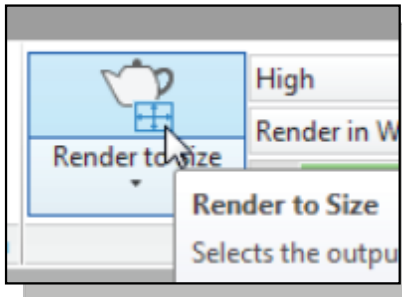 High
Render in W
Render to Size
Render to Size
Selects the outpu